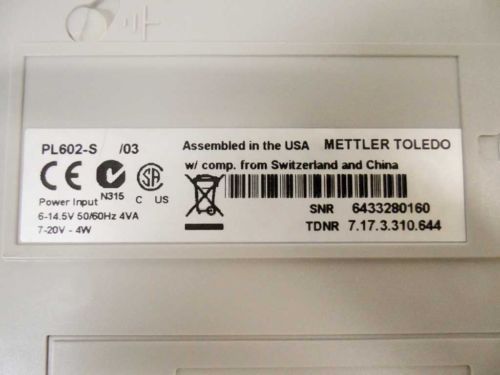 PL602-S /03 Assembled in the USA METTLER TOLEDO
w/ comp. from Switzerland and China
CE N315 C SA US
Power Input
6-14.5V 50/60Hz 4VA
7-20V - 4W
SNR 6433280160
TDNR 7.17.3.310.644